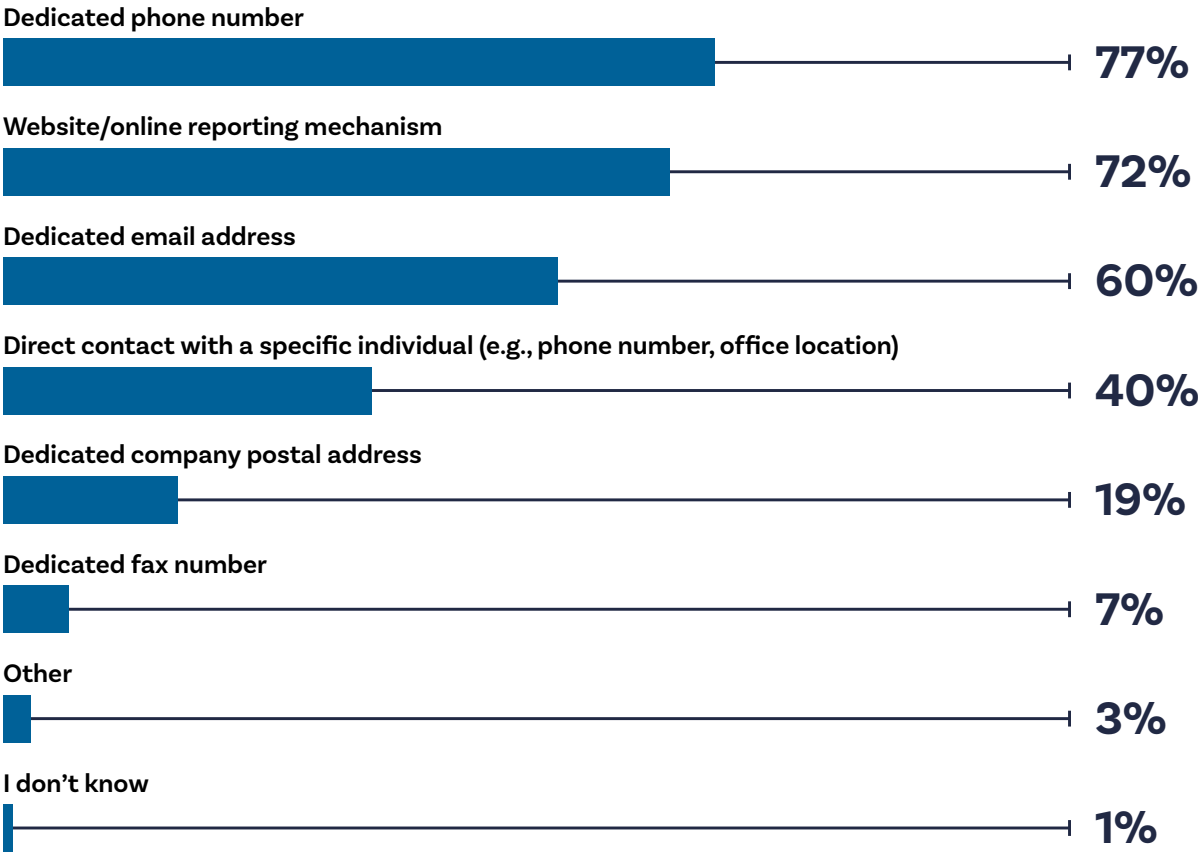 Dedicated phone number
77%
Website/online reporting mechanism
72%
Dedicated email address
60%
Direct contact with a specific individual (e.g., phone number, office location)
40%
Dedicated company postal address
19%
Dedicated fax number
7%
Other
3%
I don’t know
1%